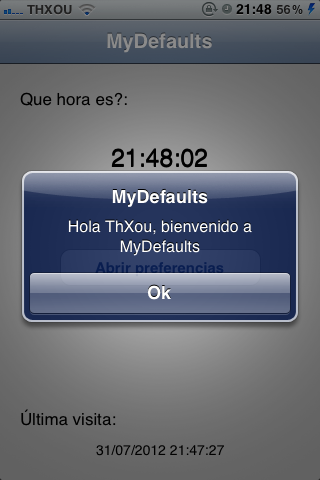 THXOU 21:48 56%
MyDefaults
Que hora es?:
21:48:02
MyDefaults
Hola ThXou, bienvenido a
MyDefaults
Abrir preferencias
Ok
Última visita:
31/07/2012 21:47:27